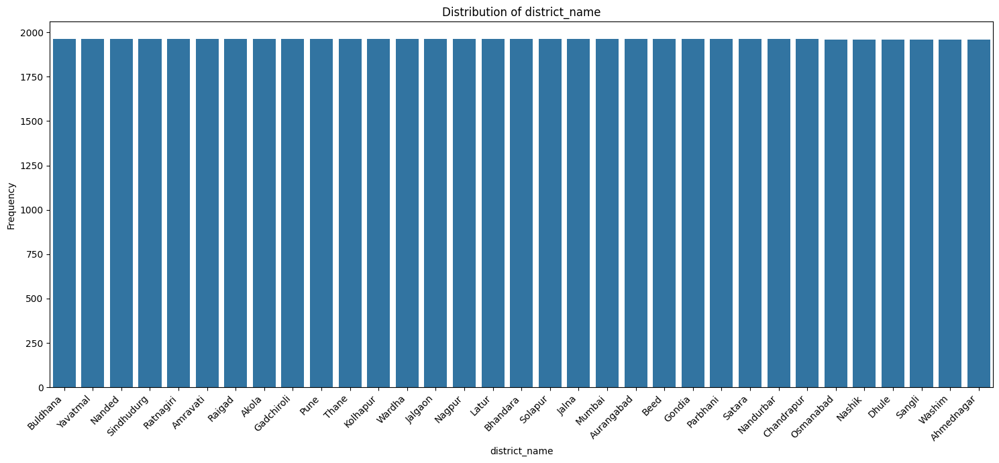 Distribution of district_name
Frequency
2000
1750
1500
1250
1000
750
500
250
0
Buldhana
Yavatmal
Nanded
Sindhudurg
Ratnagiri
Amravati
Raigad
Akola
Gadchiroli
Pune
Thane
Kolhapur
Wardha
Jalgaon
Nagpur
Latur
Bhandara
Solapur
Jalna
Mumbai
Aurangabad
Beed
Gondia
Parbhani
Satara
Nandurbar
Chandrapur
Osmanabad
Nashik
Dhule
Sangli
Washim
Ahmednagar
district_name